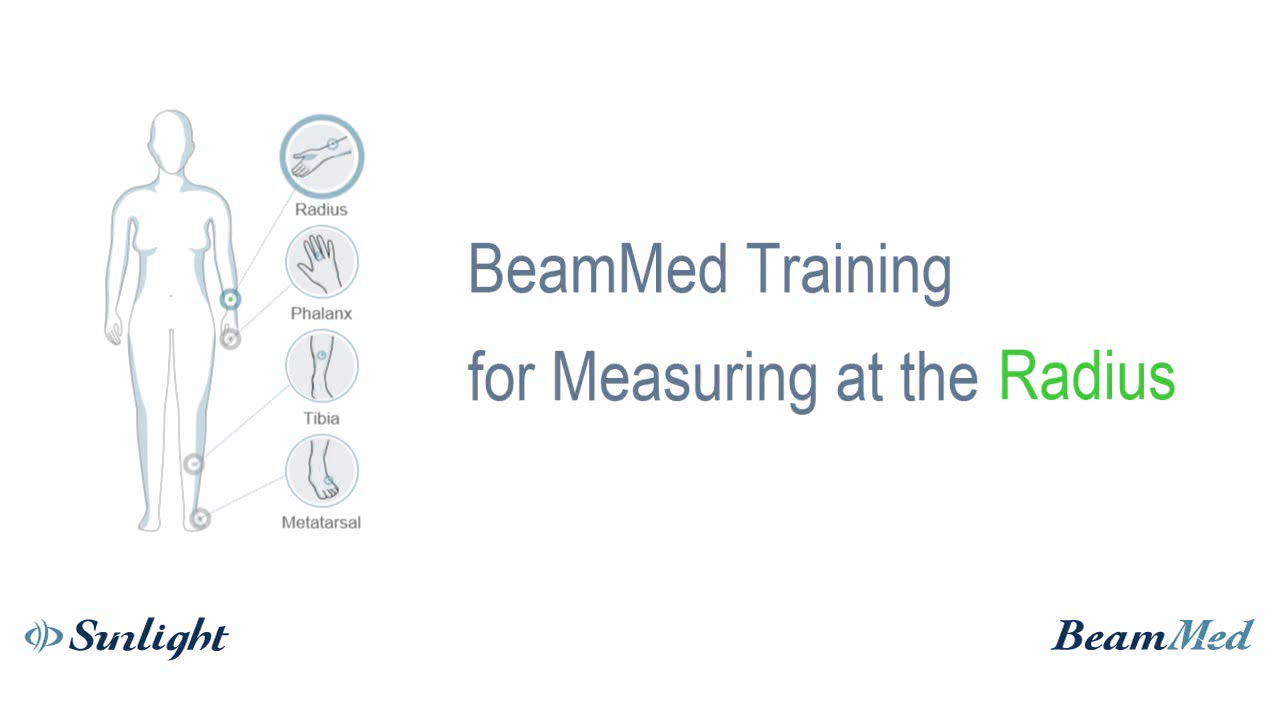 Radius
Phalanx
Tibia
Metatarsal
BeamMed Training
for Measuring at the Radius
Sunlight
BeamMed